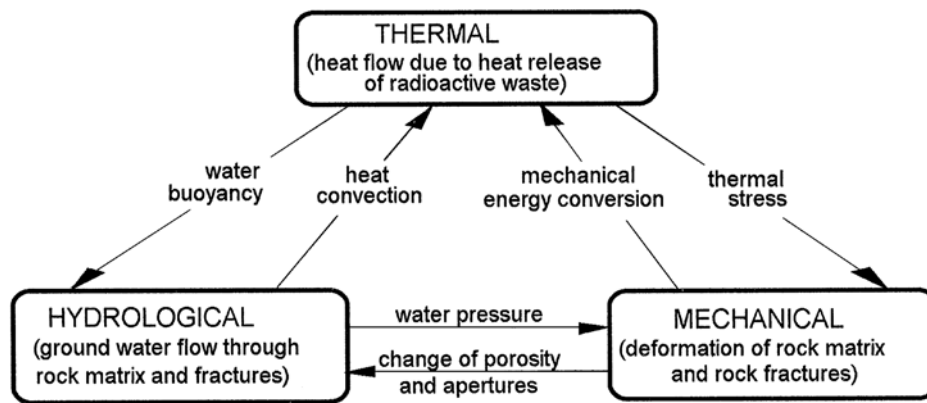 THERMAL
(heat flow due to heat release
of radioactive waste)
water
buoyancy
heat
convection
mechanical
energy conversion
thermal
stress
HYDROLOGICAL
(ground water flow through
rock matrix and fractures)
water pressure
change of porosity
and apertures
MECHANICAL
(deformation of rock matrix
and rock fractures)